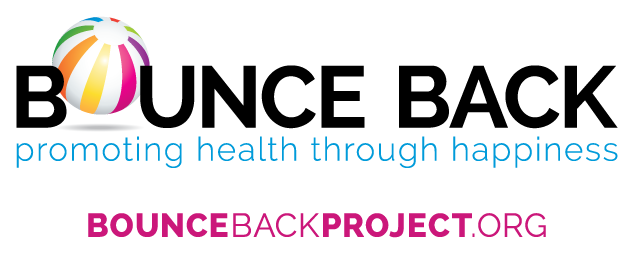 BOUNCE BACK
promoting health through happiness
BOUNCEBACKPROJECT.ORG